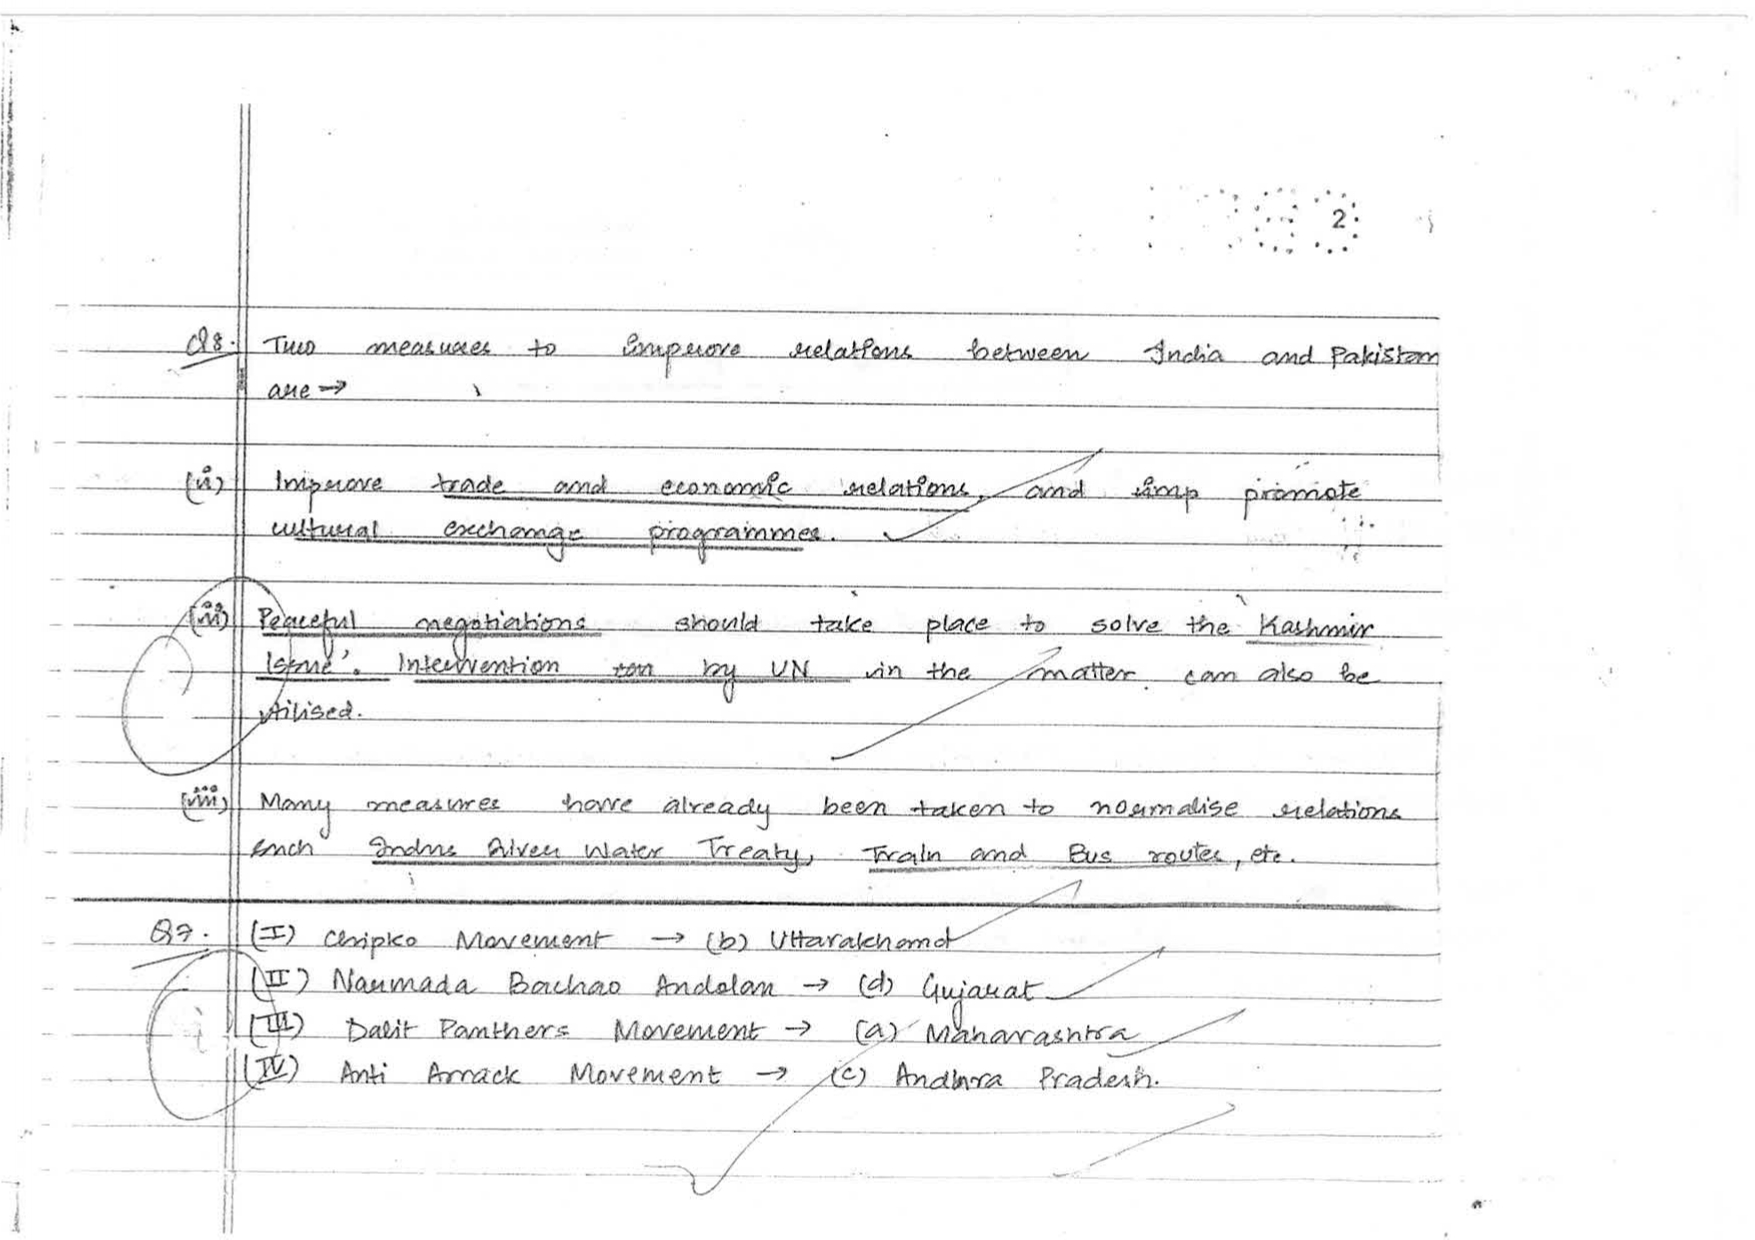 2
Q8. Two measures to improve relations between India and Pakistan
are →
(i) Improve trade and economic relations, and imp promote
cultural exchange programmes.
(ii) Peaceful negotiations should take place to solve the 'Kashmir
Issue'. Intervention can by UN in the matter can also be
utilised.
(iii) Many measures have already been taken to normalise relations
such Indus River Water Treaty, Train and Bus routes, etc.
Q7. (I) Chipko Movement → (b) Uttarakhand
(II) Narmada Bachao Andolan → (d) Gujarat
(III) Dalit Panthers Movement → (a) Maharashtra
(IV) Anti Arrack Movement → (c) Andhra Pradesh.